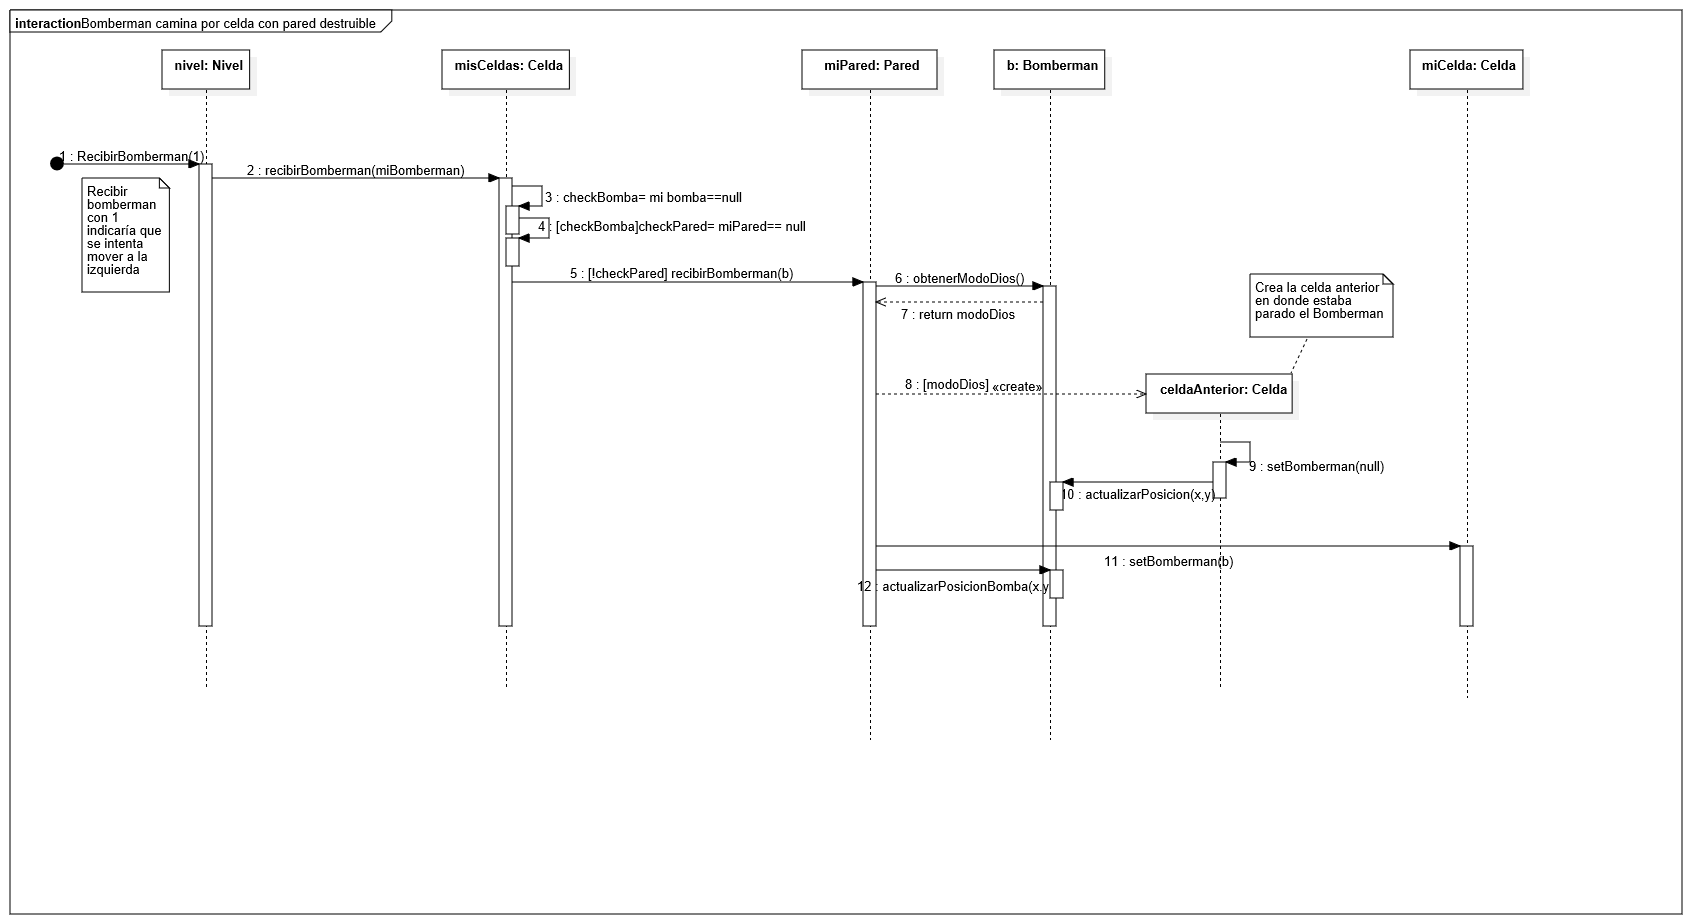 interactionBomberman camina por celda con pared destruible
nivel: Nivel
misCeldas: Celda
miPared: Pared
b: Bomberman
miCelda: Celda
1 : RecibirBomberman(1)
2 : recibirBomberman(miBomberman)
Recibir
bomberman
con 1
indicaría que
se intenta
mover a la
izquierda
3 : checkBomba= mi bomba==null
4 : [checkBomba]checkPared= miPared== null
5 : [!checkPared] recibirBomberman(b)
6 : obtenerModoDios()
7 : return modoDios
Crea la celda anterior
en donde estaba
parado el Bomberman
8 : [modoDios] «create»
celdaAnterior: Celda
9 : setBomberman(null)
10 : actualizarPosicion(x,y)
11 : setBomberman(b)
12 : actualizarPosicionBomba(x.y